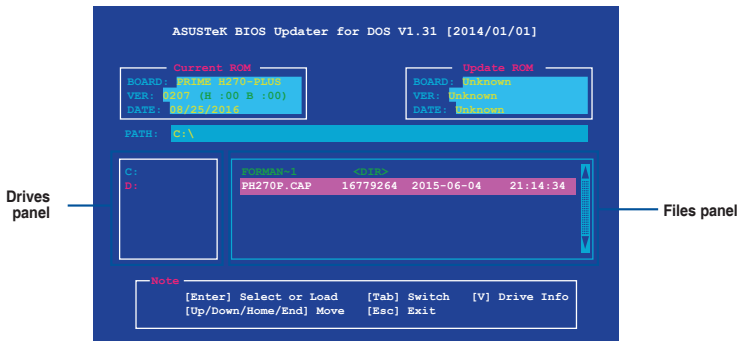 ASUSTeK BIOS Updater for DOS V1.31 [2014/01/01]
Current ROM
BOARD: PRIME H270-PLUS
VER: 0207 (H :00 B :00)
DATE: 08/25/2016
Update ROM
BOARD: Unknown
VER: Unknown
DATE: Unknown
PATH: C:\
Drives panel
C:
D:
FORMAN~1 <DIR>
PH270P.CAP 16779264 2015-06-04 21:14:34
Files panel
Note
[Enter] Select or Load [Tab] Switch [V] Drive Info
[Up/Down/Home/End] Move [Esc] Exit